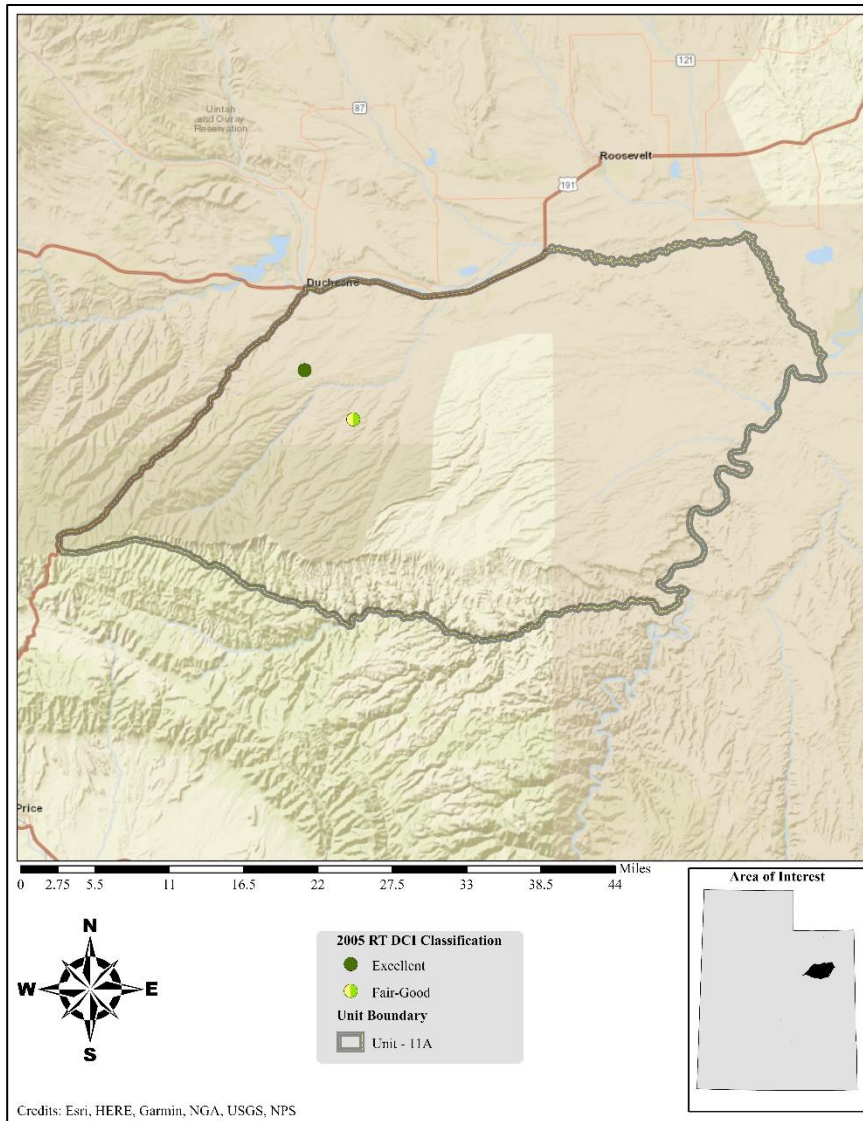 121
Uintah
and Ouray
Reservation
87
Roosevelt
191
Duchesne
Price
Miles
0 2.75 5.5 11 16.5 22 27.5 33 38.5 44
Area of Interest
N
W E
S
2005 RT DCI Classification
Excellent
Fair-Good
Unit Boundary
Unit - 11A
Credits: Esri, HERE, Garmin, NGA, USGS, NPS